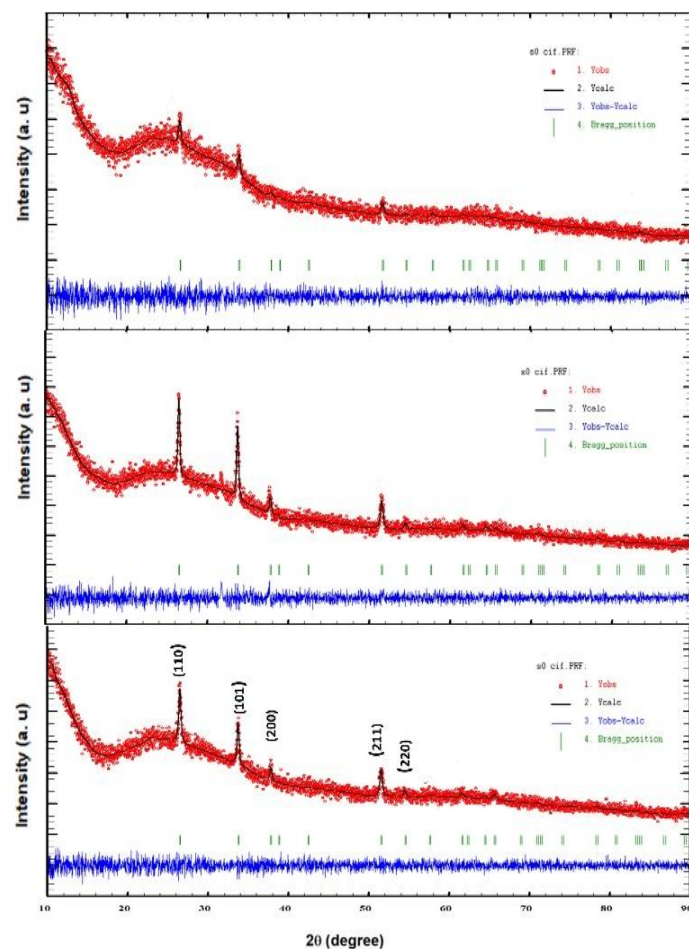 Intensity (a. u)
s0 cif.PRF:
1. Yobs
2. Ycalc
3. Yobs-Ycalc
4. Bragg_position
Intensity (a. u)
s0 cif.PRF:
1. Yobs
2. Ycalc
3. Yobs-Ycalc
4. Bragg_position
Intensity (a. u)
(110)
(101)
(200)
(211)
(220)
s0 cif.PRF:
1. Yobs
2. Ycalc
3. Yobs-Ycalc
4. Bragg_position
10 20 30 40 50 60 70 80 90
2θ (degree)